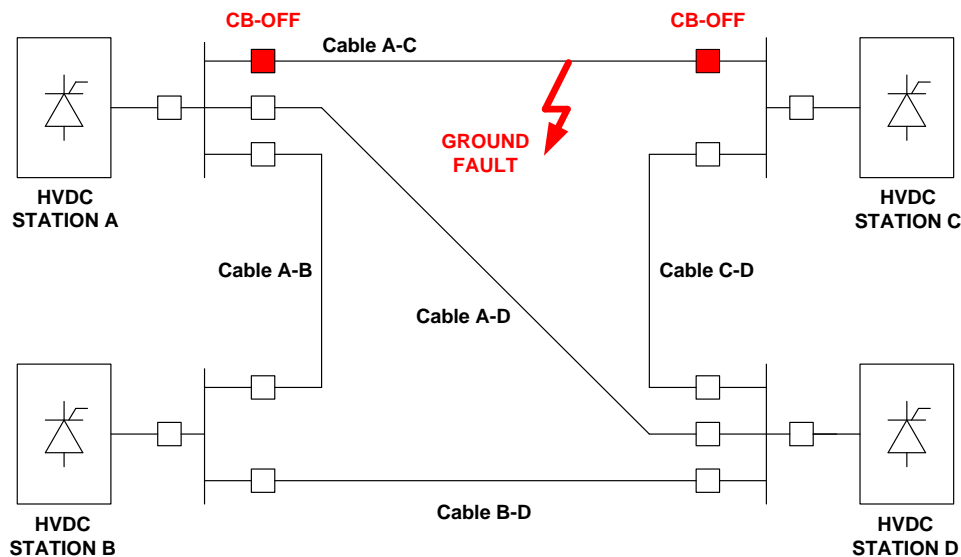 CB-OFF
CB-OFF
Cable A-C
GROUND
FAULT
HVDC
STATION A
HVDC
STATION C
Cable A-B
Cable C-D
Cable A-D
Cable B-D
HVDC
STATION B
HVDC
STATION D